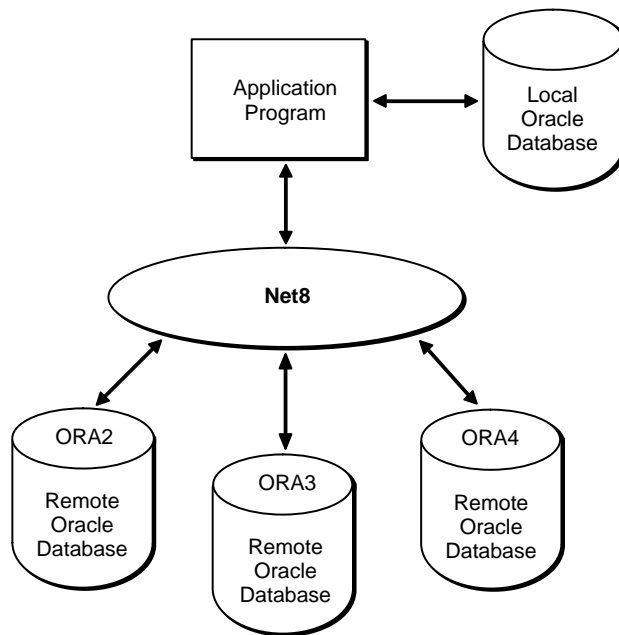 Application
Program
Local
Oracle
Database
Net8
ORA2
Remote
Oracle
Database
ORA3
Remote
Oracle
Database
ORA4
Remote
Oracle
Database